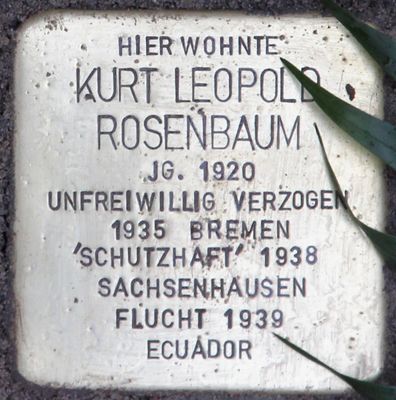 HIER WOHNTE
KURT LEOPOLD
ROSENBAUM
JG. 1920
UNFREIWILLIG VERZOGEN
1935 BREMEN
'SCHUTZHAFT' 1938
SACHSENHAUSEN
FLUCHT 1939
ECUADOR